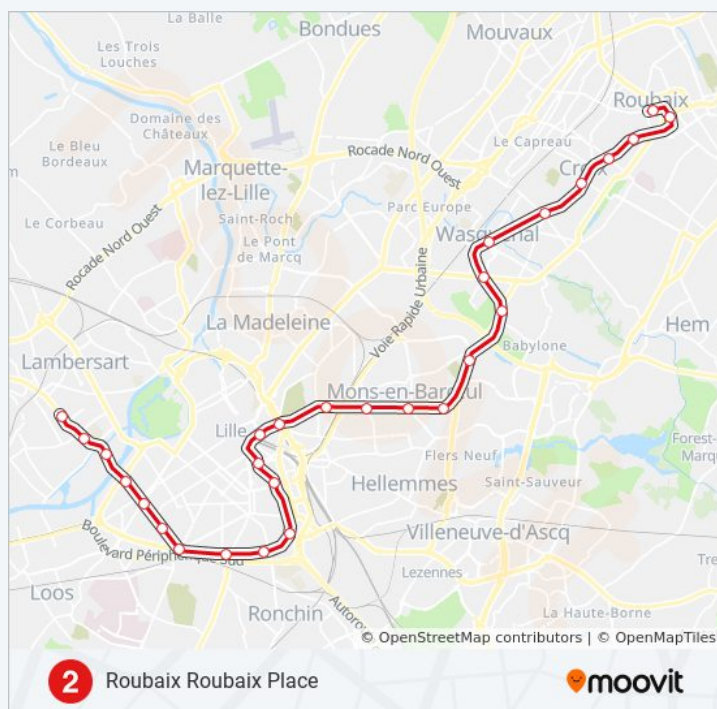 La Balle
Bondues
Mouvaux
Les Trois
Louches
Roubaix
Domaine des
Châteaux
Le Bleu
Bordeaux
Rocade Nord Ouest
Le Capreau
Croix
Marquette-
lez-Lille
Parc Europe
Saint-Roch
Le Corbeau
Wasquehal
Le Pont
de Marcq
Rocade Nord Ouest
Voie Rapide Urbaine
La Madeleine
Hem
Babylone
Lambersart
Mons-en-Barœul
Lille
Forest-
Marqu
Flers Neuf
Saint-Sauveur
Hellemmes
Boulevard Périphérique Sud
Villeneuve-d'Ascq
Tre
Lezennes
Loos
Ronchin
Autorou
La Haute-Borne
© OpenStreetMap contributors | © OpenMapTiles
2 Roubaix Roubaix Place moovit